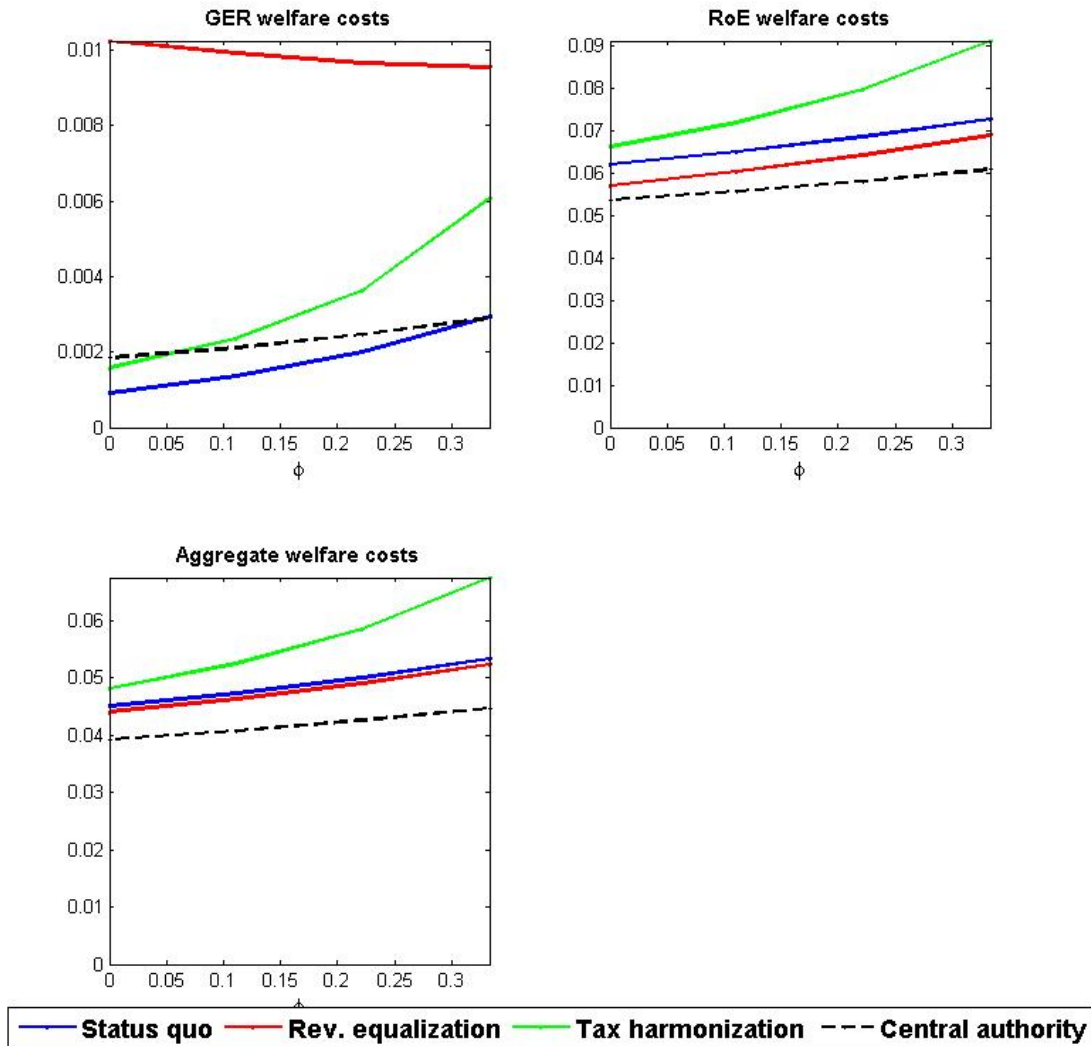 GER welfare costs
0.01
0.008
0.006
0.004
0.002
0
0 0.05 0.1 0.15 0.2 0.25 0.3
ϕ
RoE welfare costs
0.09
0.08
0.07
0.06
0.05
0.04
0.03
0.02
0.01
0
0 0.05 0.1 0.15 0.2 0.25 0.3
ϕ
Aggregate welfare costs
0.06
0.05
0.04
0.03
0.02
0.01
0
0 0.05 0.1 0.15 0.2 0.25 0.3
Status quo Rev. equalization Tax harmonization Central authority